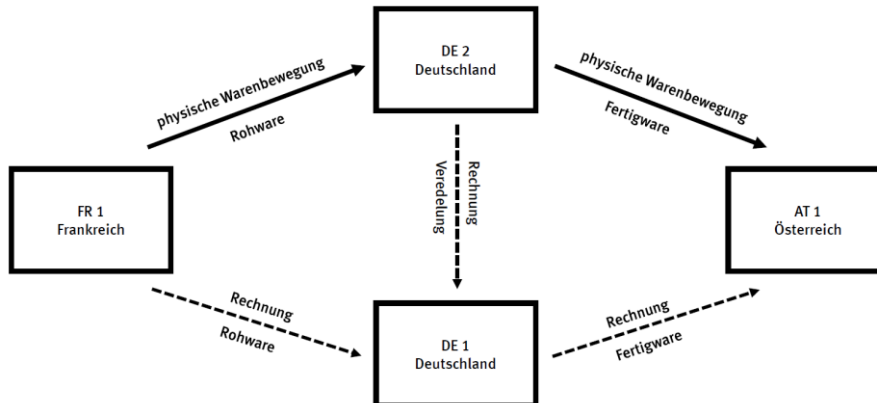 DE 2
Deutschland
physische Warenbewegung
Rohware
physische Warenbewegung
Fertigware
Rechnung
Veredelung
FR 1
Frankreich
AT 1
Österreich
Rechnung
Rohware
DE 1
Deutschland
Rechnung
Fertigware